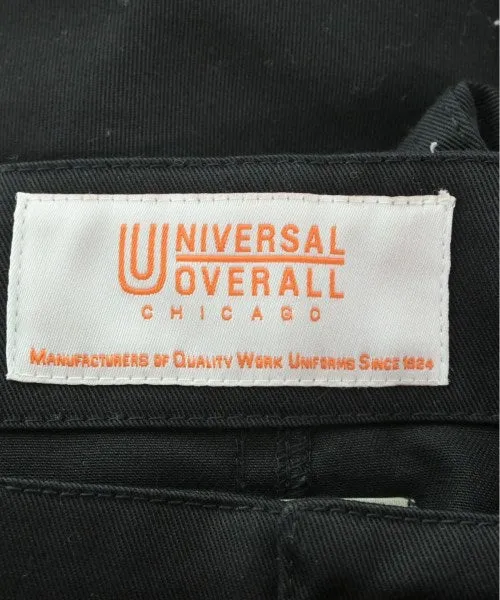 UNIVERSAL
OVERALL
CHICAGO
MANUFACTURERS OF QUALITY WORK UNIFORMS SINCE 1924